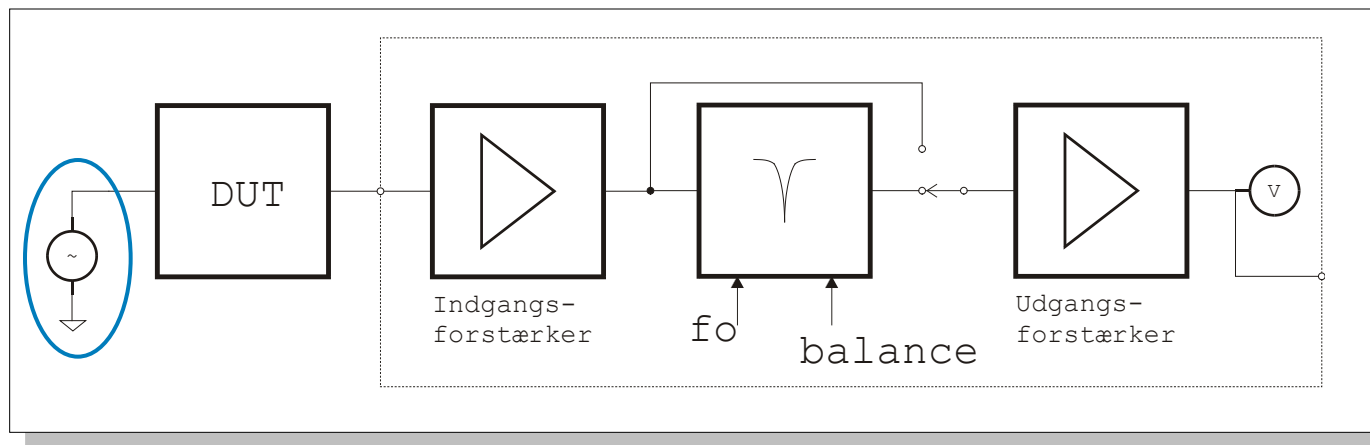 DUT
~
V
Indgangs-
forstærker
fo
balance
Udgangs-
forstærker